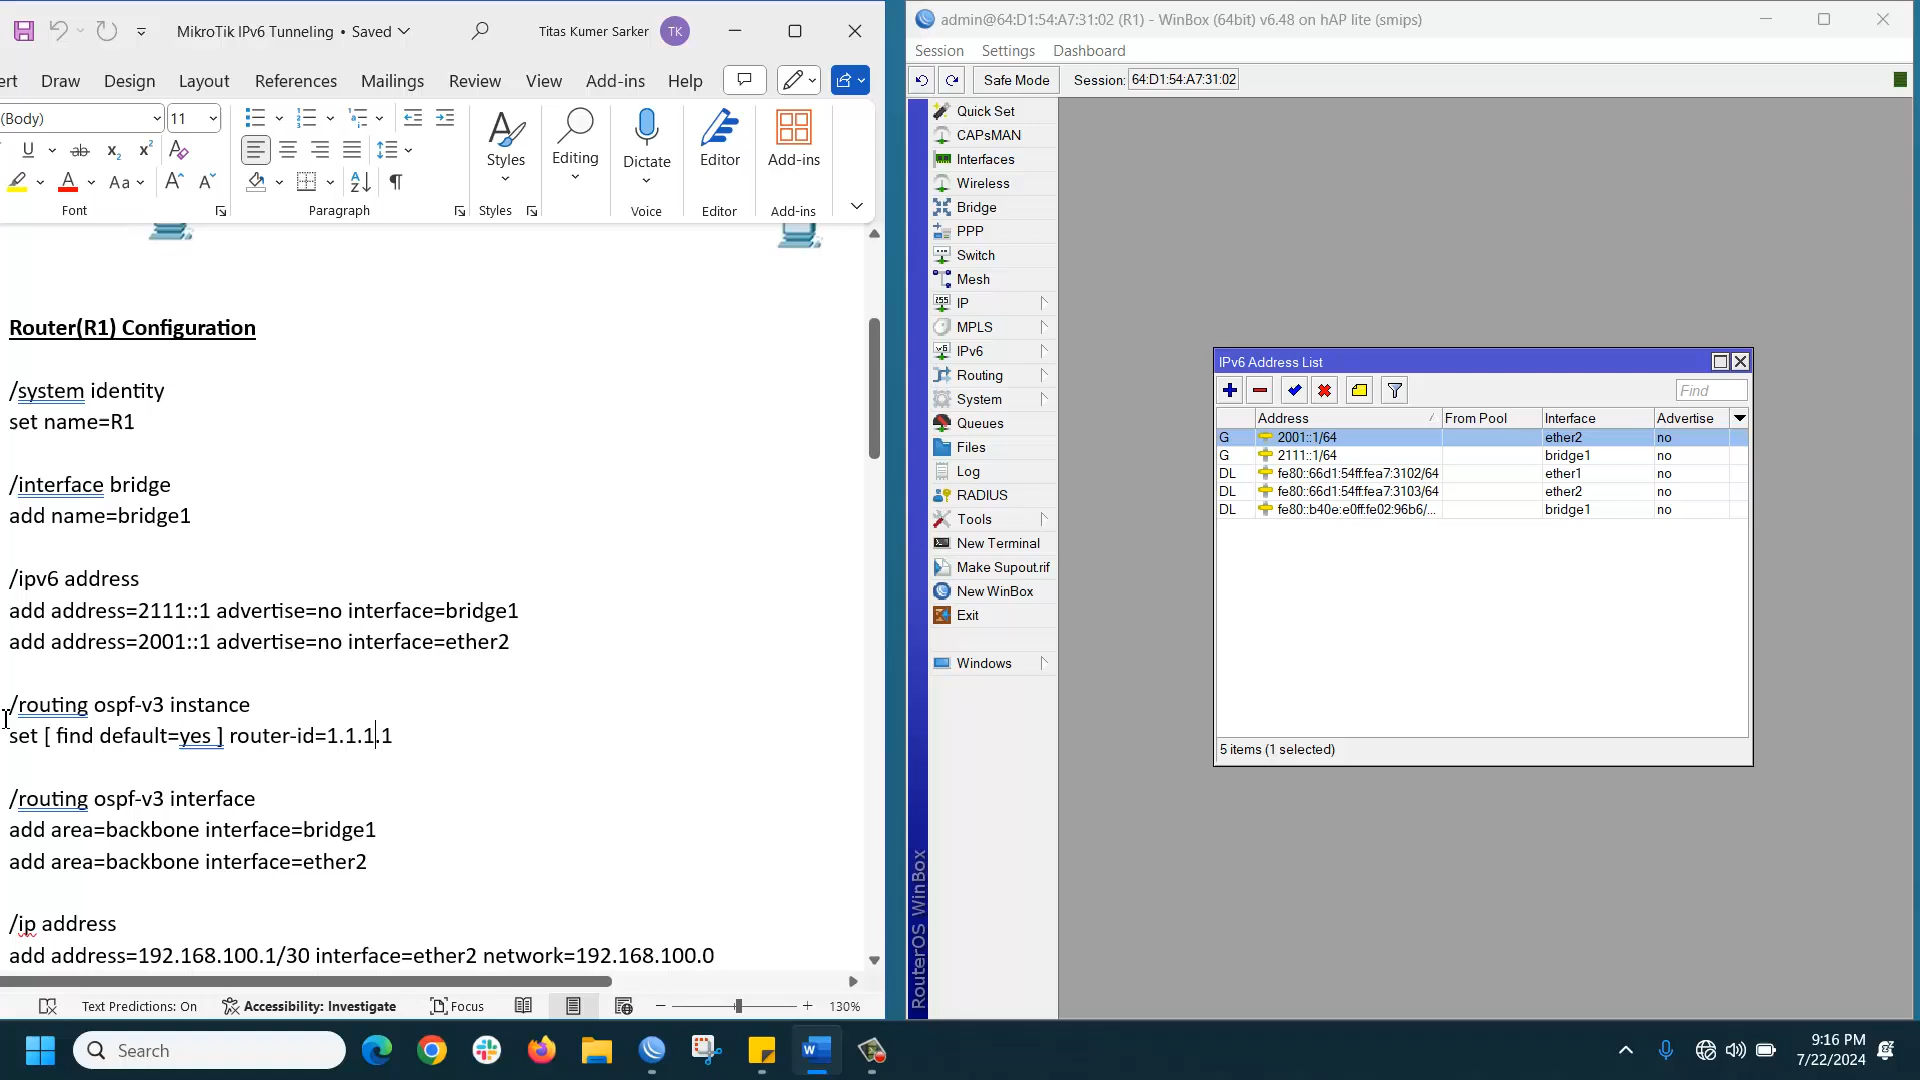 MikroTik IPv6 Tunneling • Saved
Titas Kumar Sarker
TK
ert
Draw
Design
Layout
References
Mailings
Review
View
Add-ins
Help
(Body)
11
Styles
Editing
Dictate
Editor
Add-ins
Font
Paragraph
Styles
Voice
Editor
Add-ins
Router(R1) Configuration
/system identity
set name=R1
/interface bridge
add name=bridge1
/ipv6 address
add address=2111::1 advertise=no interface=bridge1
add address=2001::1 advertise=no interface=ether2
/routing ospf-v3 instance
set [ find default=yes ] router-id=1.1.1.1
/routing ospf-v3 interface
add area=backbone interface=bridge1
add area=backbone interface=ether2
/ip address
add address=192.168.100.1/30 interface=ether2 network=192.168.100.0
Text Predictions: On
Accessibility: Investigate
Focus
130%
admin@64:D1:54:A7:31:02 (R1) - WinBox (64bit) v6.48 on hAP lite (smips)
Session Settings Dashboard
Safe Mode
Session: 64:D1:54:A7:31:02
Quick Set
CAPsMAN
Interfaces
Wireless
Bridge
PPP
Switch
Mesh
IP
MPLS
IPv6
Routing
System
Queues
Files
Log
RADIUS
Tools
New Terminal
Make Supout.rif
New WinBox
Exit
Windows
RouterOS WinBox
IPv6 Address List
Find
Address From Pool Interface Advertise
G 2001::1/64 ether2 no
G 2111::1/64 bridge1 no
DL fe80::66d1:54ff:fea7:3102/64 ether1 no
DL fe80::66d1:54ff:fea7:3103/64 ether2 no
DL fe80::b40e:e0ff:fe02:96b6/... bridge1 no
5 items (1 selected)
Search
9:16 PM
7/22/2024